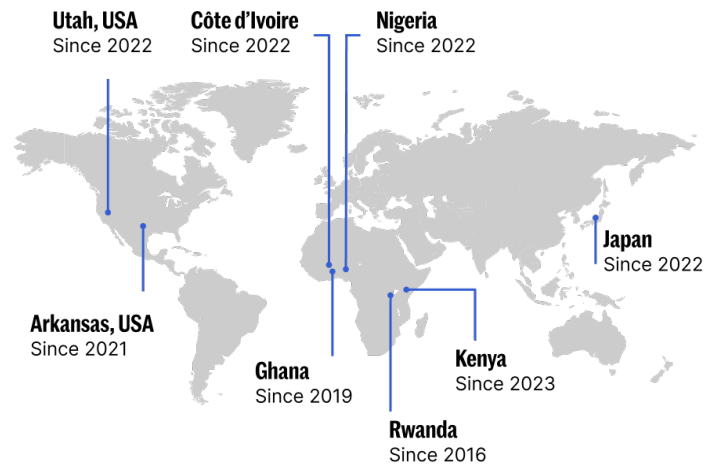 Utah, USA
Since 2022
Côte d’Ivoire
Since 2022
Nigeria
Since 2022
Japan
Since 2022
Arkansas, USA
Since 2021
Ghana
Since 2019
Kenya
Since 2023
Rwanda
Since 2016